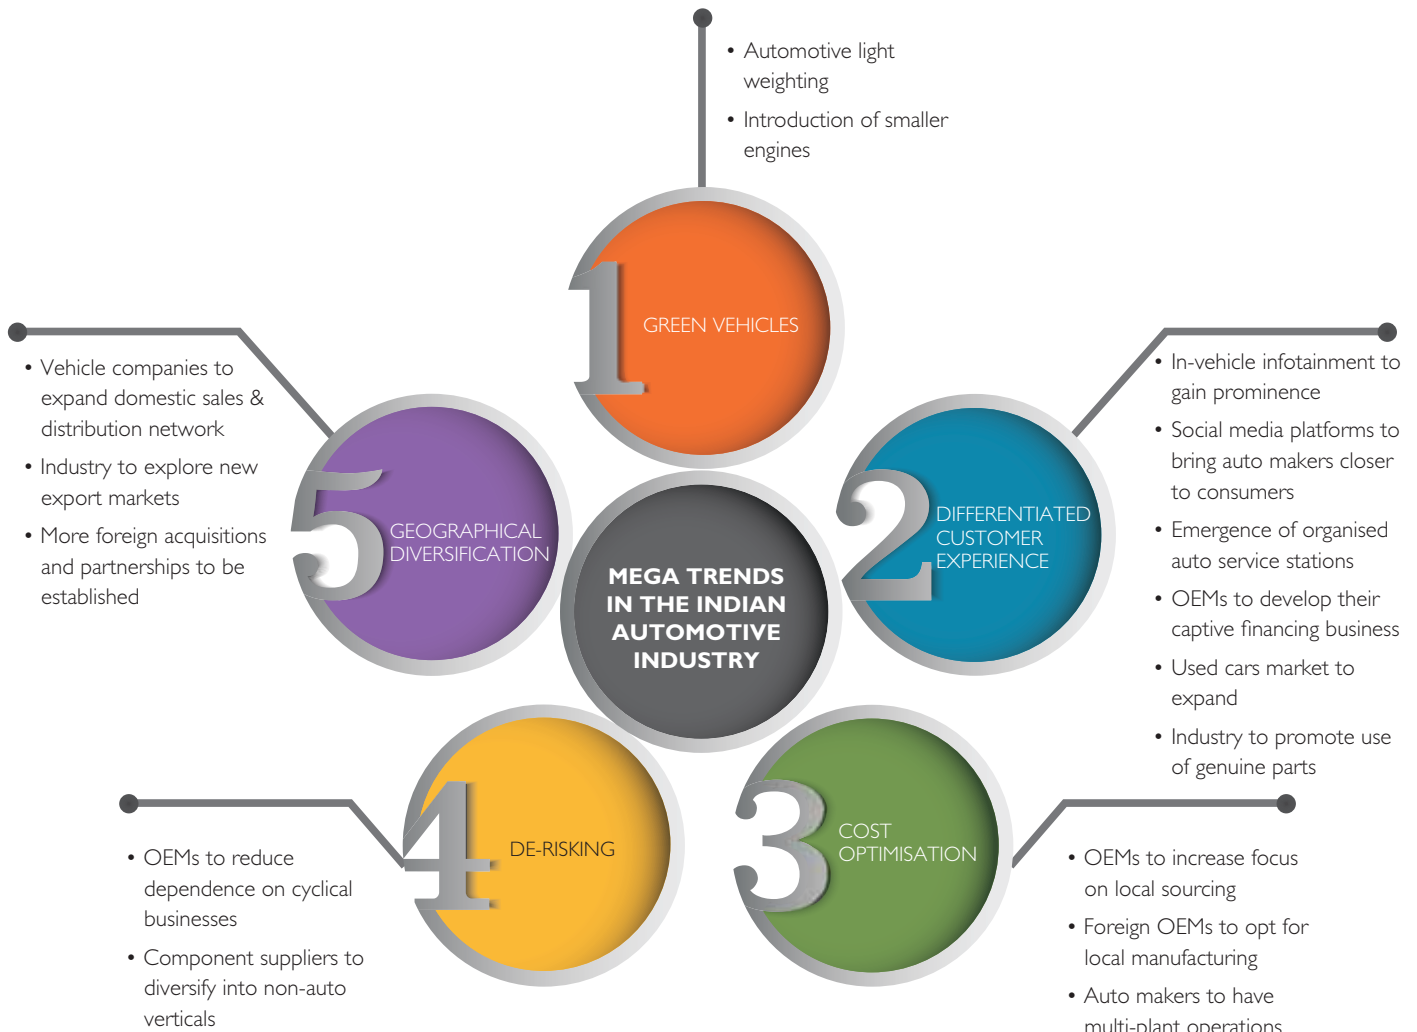 • Automotive light
weighting
• Introduction of smaller
engines
1
GREEN VEHICLES
• In-vehicle infotainment to
gain prominence
• Social media platforms to
bring auto makers closer
to consumers
• Emergence of organised
auto service stations
• OEMs to develop their
captive financing business
• Used cars market to
expand
• Industry to promote use
of genuine parts
2
DIFFERENTIATED
CUSTOMER
EXPERIENCE
MEGA TRENDS
IN THE INDIAN
AUTOMOTIVE
INDUSTRY
• Vehicle companies to
expand domestic sales &
distribution network
• Industry to explore new
export markets
• More foreign acquisitions
and partnerships to be
established
5
GEOGRAPHICAL
DIVERSIFICATION
3
COST
OPTIMISATION
• OEMs to increase focus
on local sourcing
• Foreign OEMs to opt for
local manufacturing
• Auto makers to have
multi-plant operations
4
DE-RISKING
• OEMs to reduce
dependence on cyclical
businesses
• Component suppliers to
diversify into non-auto
verticals